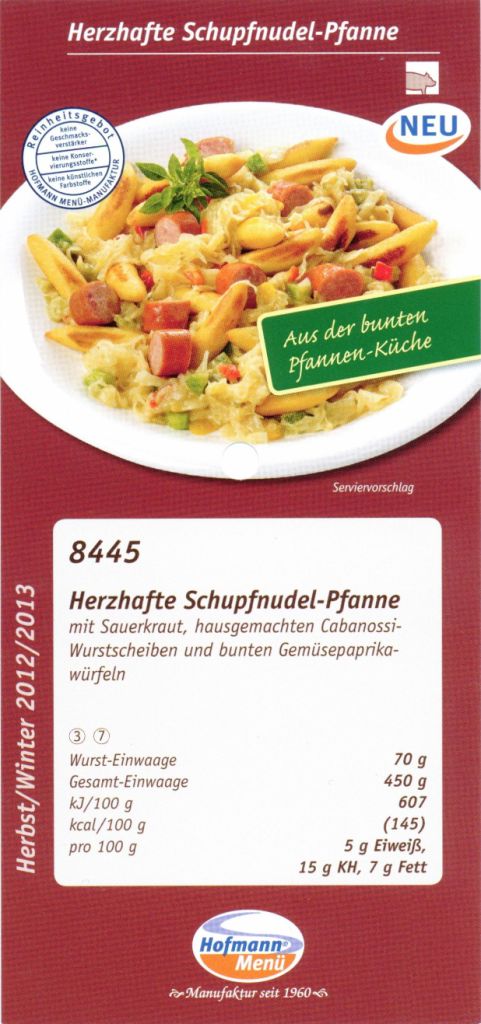 Herzhafte Schupfnudel-Pfanne
NEU
Reinheitsgebot
keine
Geschmacks-
verstärker
keine Konser-
vierungsstoffe*
keine künstlichen
Farbstoffe
HOFMANN MENÜ-MANUFAKTUR
Aus der bunten
Pfannen-Küche
Serviervorschlag
8445
Herzhafte Schupfnudel-Pfanne
mit Sauerkraut, hausgemachten Cabanossi-
Wurstscheiben und bunten Gemüsepaprika-
würfeln
③ ⑦
Wurst-Einwaage 70 g
Gesamt-Einwaage 450 g
kJ/100 g 607
kcal/100 g (145)
pro 100 g 5 g Eiweiß,
15 g KH, 7 g Fett
Herbst/Winter 2012/2013
Hofmann®
Menü
Manufaktur seit 1960